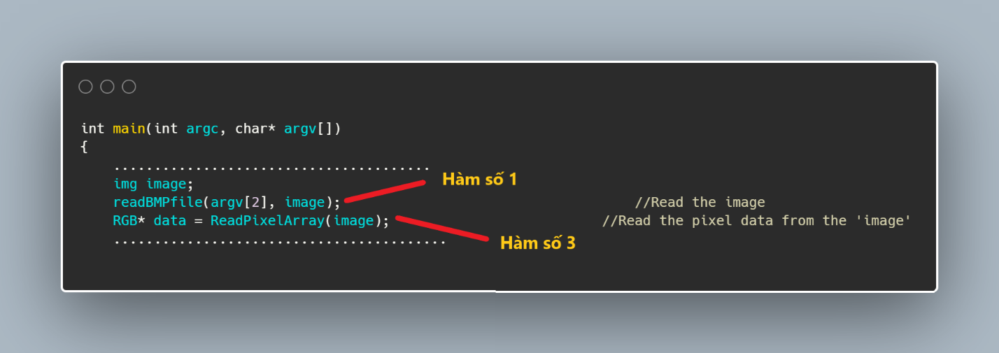 int main(int argc, char* argv[])
{
.......................................
Hàm số 1
img image;
readBMPfile(argv[2], image); //Read the image
RGB* data = ReadPixelArray(image); //Read the pixel data from the 'image'
.........................................
Hàm số 3